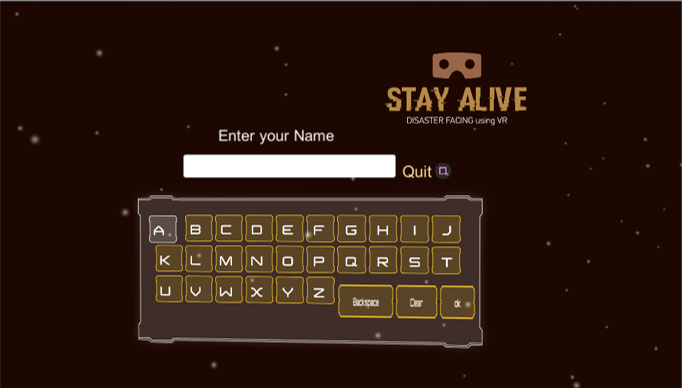 STAY ALIVE
DISASTER FACING using VR
Enter your Name
Quit
A B C D E F G H I J
K L M N O P Q R S T
U V W X Y Z Backspace Clear ok